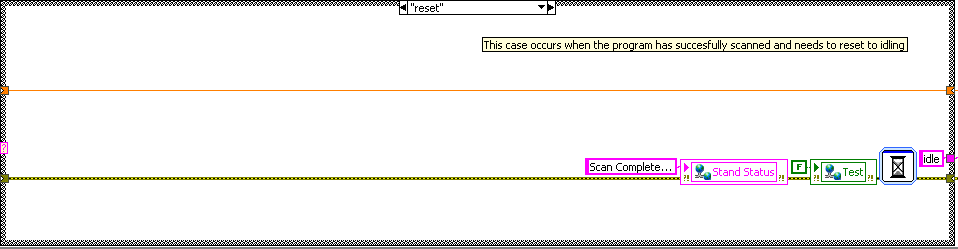 "reset"
This case occurs when the program has succesfully scanned and needs to reset to idling
?
Scan Complete...
?! Stand Status ?!
F
?! Test ?!
idle